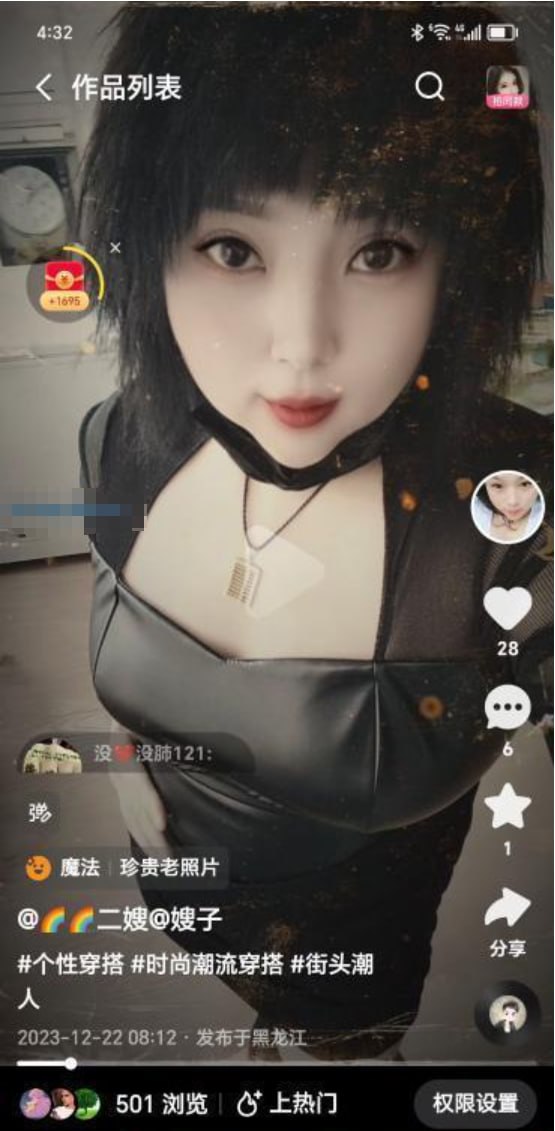 4:32
作品列表
拍同款
+1695
28
6
没❤️没肺121:
弹
1
魔法 珍贵老照片
@🌈🌈二嫂@嫂子
分享
#个性穿搭 #时尚潮流穿搭 #街头潮
人
2023-12-22 08:12 · 发布于黑龙江
501 浏览 上热门 权限设置